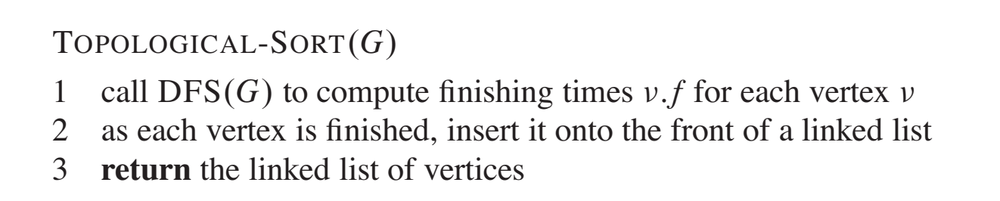 TOPOLOGICAL-SORT(G)
1 call DFS(G) to compute finishing times v.f for each vertex v
2 as each vertex is finished, insert it onto the front of a linked list
3 return the linked list of vertices